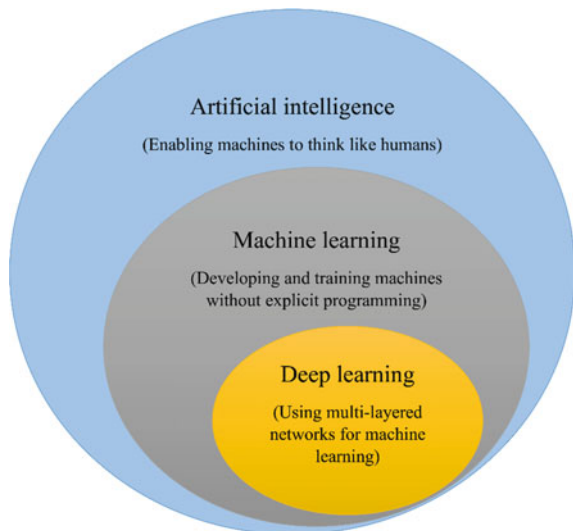 Artificial intelligence
(Enabling machines to think like humans)
Machine learning
(Developing and training machines
without explicit programming)
Deep learning
(Using multi-layered
networks for machine
learning)